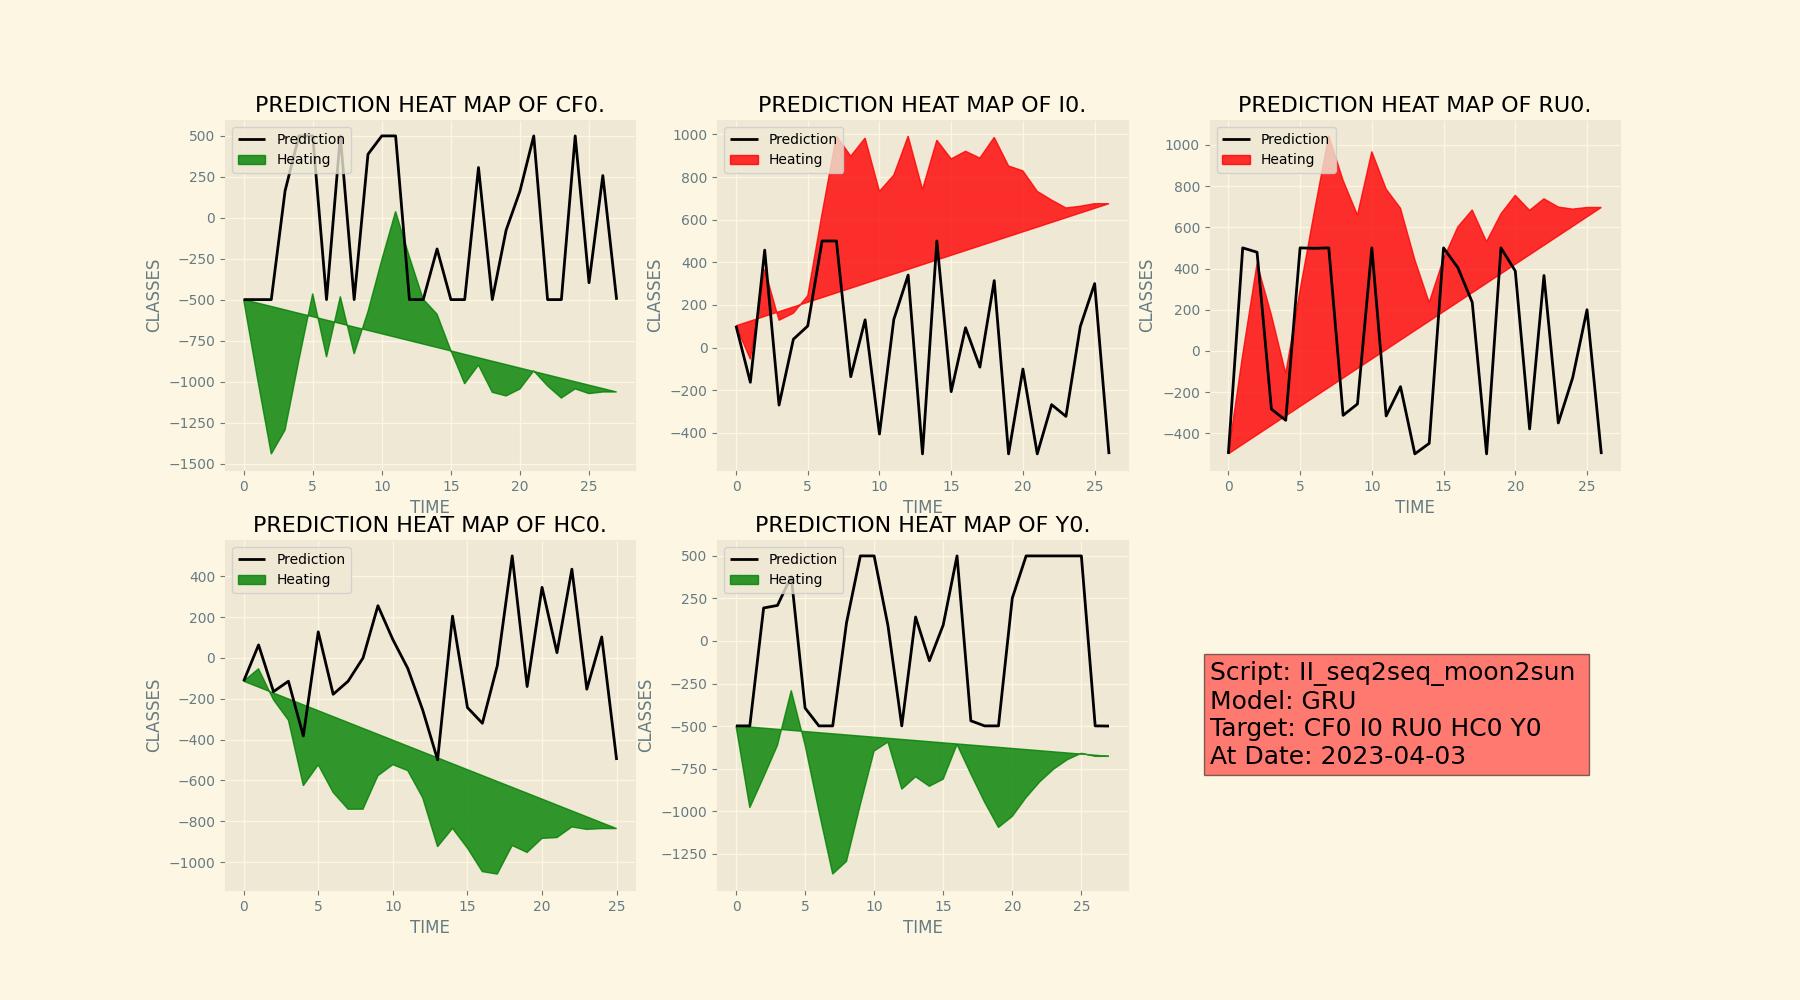 PREDICTION HEAT MAP OF CF0.
Prediction
Heating
500
250
0
−250
−500
−750
−1000
−1250
−1500
CLASSES
0 5 10 15 20 25
TIME
PREDICTION HEAT MAP OF I0.
Prediction
Heating
1000
800
600
400
200
0
−200
−400
CLASSES
0 5 10 15 20 25
TIME
PREDICTION HEAT MAP OF RU0.
Prediction
Heating
1000
800
600
400
200
0
−200
−400
CLASSES
0 5 10 15 20 25
TIME
PREDICTION HEAT MAP OF HC0.
Prediction
Heating
400
200
0
−200
−400
−600
−800
−1000
CLASSES
0 5 10 15 20 25
TIME
PREDICTION HEAT MAP OF Y0.
Prediction
Heating
500
250
0
−250
−500
−750
−1000
−1250
CLASSES
0 5 10 15 20 25
TIME
Script: II_seq2seq_moon2sun
Model: GRU
Target: CF0 I0 RU0 HC0 Y0
At Date: 2023-04-03